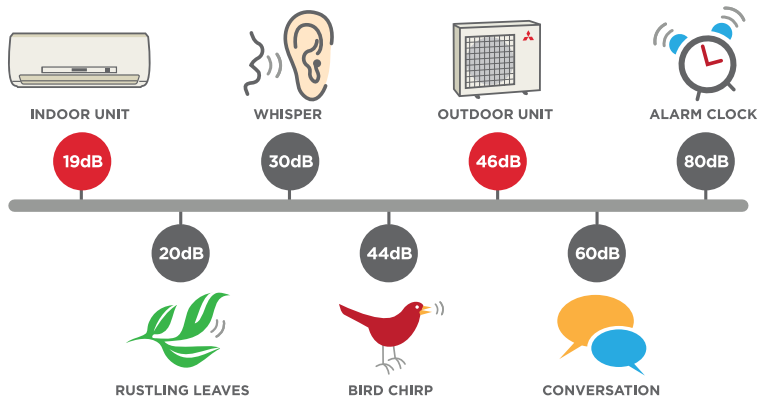 INDOOR UNIT
WHISPER
OUTDOOR UNIT
ALARM CLOCK
19dB
30dB
46dB
80dB
20dB
44dB
60dB
RUSTLING LEAVES
BIRD CHIRP
CONVERSATION